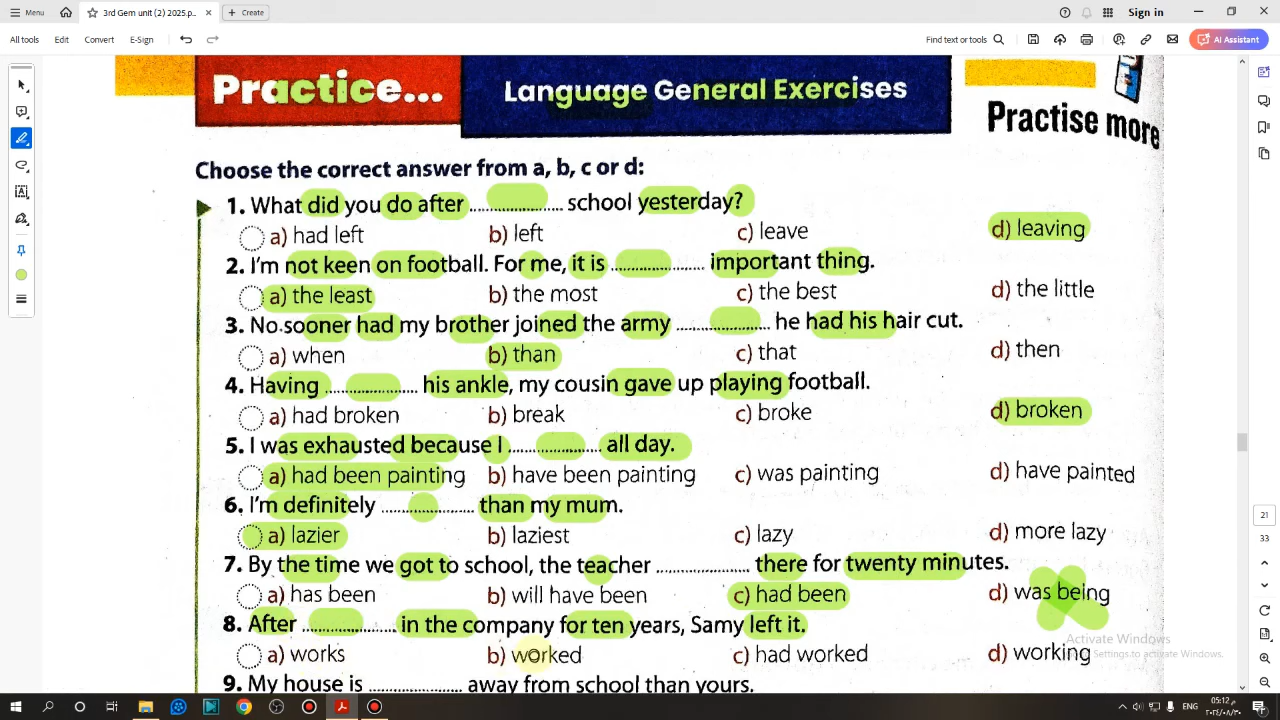 Menu
3rd Gem unit (2) 2025.p...
Create
Sign in
All tools Edit Convert E-Sign
Find text or tools
AI Assistant
Practice...
Language General Exercises
Practise more
Choose the correct answer from a, b, c or d:
1. What did you do after .................... school yesterday?
a) had left b) left c) leave d) leaving
2. I'm not keen on football. For me, it is .................... important thing.
a) the least b) the most c) the best d) the little
3. No sooner had my brother joined the army .................... he had his hair cut.
a) when b) than c) that d) then
4. Having .................... his ankle, my cousin gave up playing football.
a) had broken b) break c) broke d) broken
5. I was exhausted because I .................... all day.
a) had been painting b) have been painting c) was painting d) have painted
6. I'm definitely .................... than my mum.
a) lazier b) laziest c) lazy d) more lazy
7. By the time we got to school, the teacher .................... there for twenty minutes.
a) has been b) will have been c) had been d) was being
8. After .................... in the company for ten years, Samy left it.
a) works b) worked c) had worked d) working
9. My house is .................... away from school than yours.
Activate Windows
Settings to activate Windows.
21
33
ENG
05:12